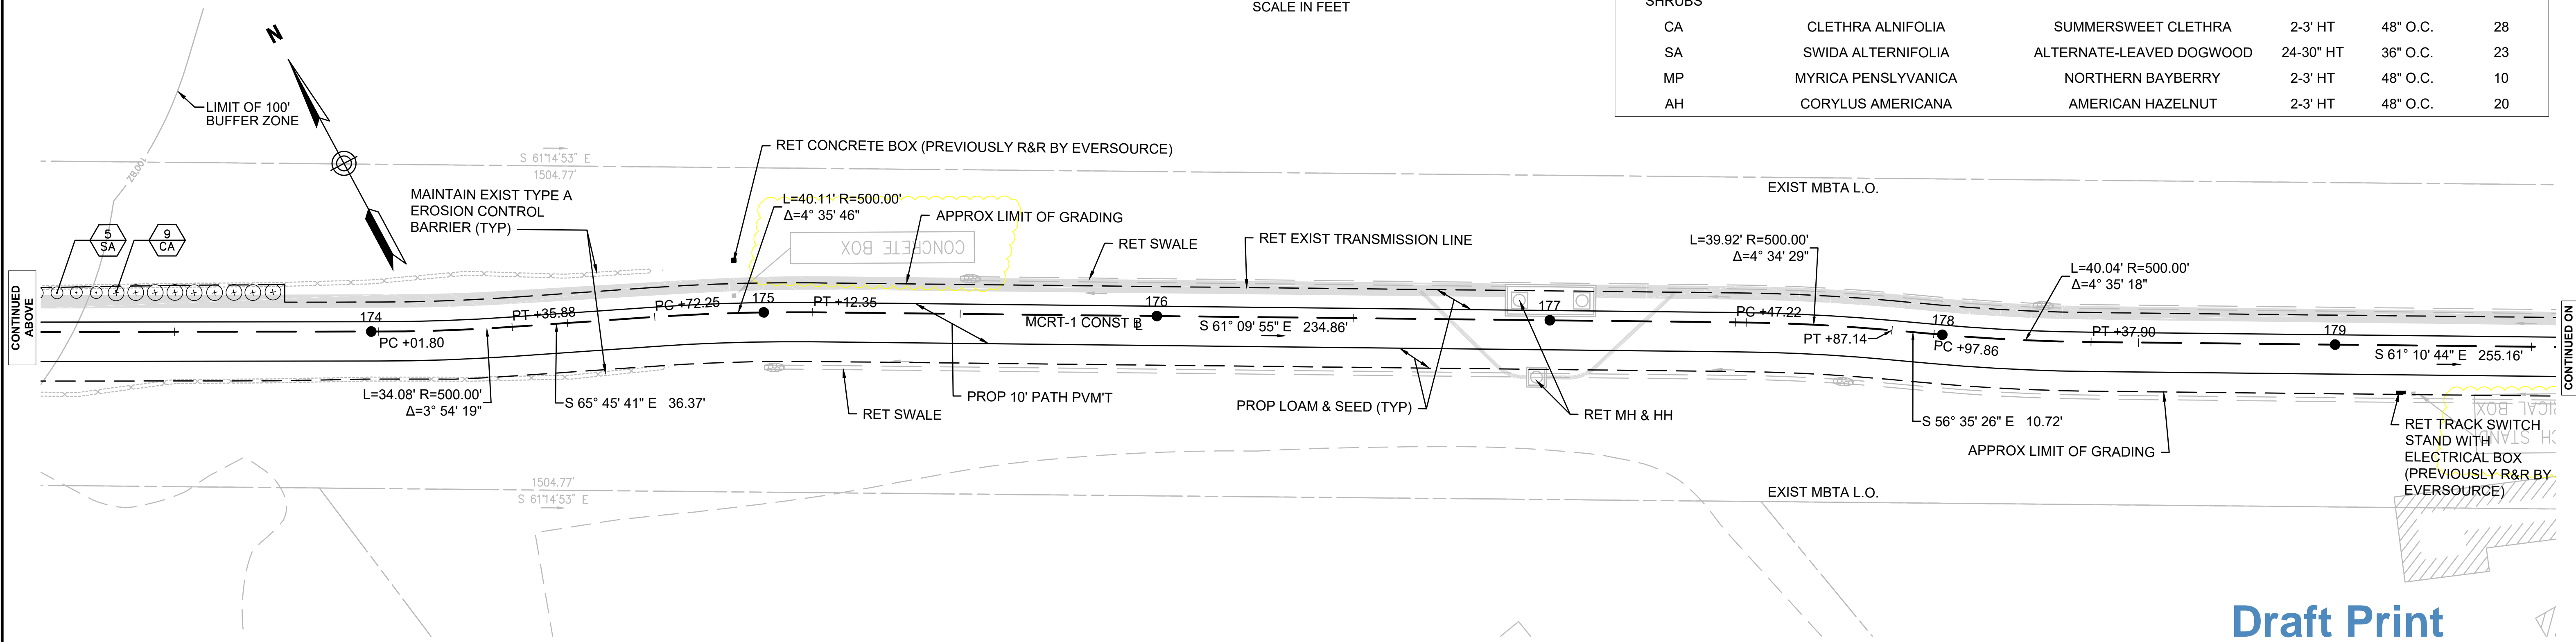 SCALE IN FEET
SHRUBS
CA CLETHRA ALNIFOLIA SUMMERSWEET CLETHRA 2-3' HT 48" O.C. 28
SA SWIDA ALTERNIFOLIA ALTERNATE-LEAVED DOGWOOD 24-30" HT 36" O.C. 23
MP MYRICA PENSLYVANICA NORTHERN BAYBERRY 2-3' HT 48" O.C. 10
AH CORYLUS AMERICANA AMERICAN HAZELNUT 2-3' HT 48" O.C. 20
N
LIMIT OF 100'
BUFFER ZONE
100'BZ
S 61°14'53" E
1504.77'
RET CONCRETE BOX (PREVIOUSLY R&R BY EVERSOURCE)
EXIST MBTA L.O.
MAINTAIN EXIST TYPE A
EROSION CONTROL
BARRIER (TYP)
L=40.11' R=500.00'
Δ=4° 35' 46"
APPROX LIMIT OF GRADING
CONCRETE BOX
RET SWALE
RET EXIST TRANSMISSION LINE
L=39.92' R=500.00'
Δ=4° 34' 29"
L=40.04' R=500.00'
Δ=4° 35' 18"
5
SA
9
CA
CONTINUED
ABOVE
174
PC +01.80
PT +35.88
PC +72.25
175
PT +12.35
176
MCRT-1 CONST B
L
S 61° 09' 55" E 234.86'
177
PC +47.22
PT +87.14
178
PC +97.86
PT +37.90
179
S 61° 10' 44" E 255.16'
CONTINUED ON
L=34.08' R=500.00'
Δ=3° 54' 19"
S 65° 45' 41" E 36.37'
RET SWALE
PROP 10' PATH PVM'T
PROP LOAM & SEED (TYP)
RET MH & HH
S 56° 35' 26" E 10.72'
APPROX LIMIT OF GRADING
RET TRACK SWITCH
STAND WITH
ELECTRICAL BOX
(PREVIOUSLY R&R BY
EVERSOURCE)
1504.77'
S 61°14'53" E
EXIST MBTA L.O.
Draft Print